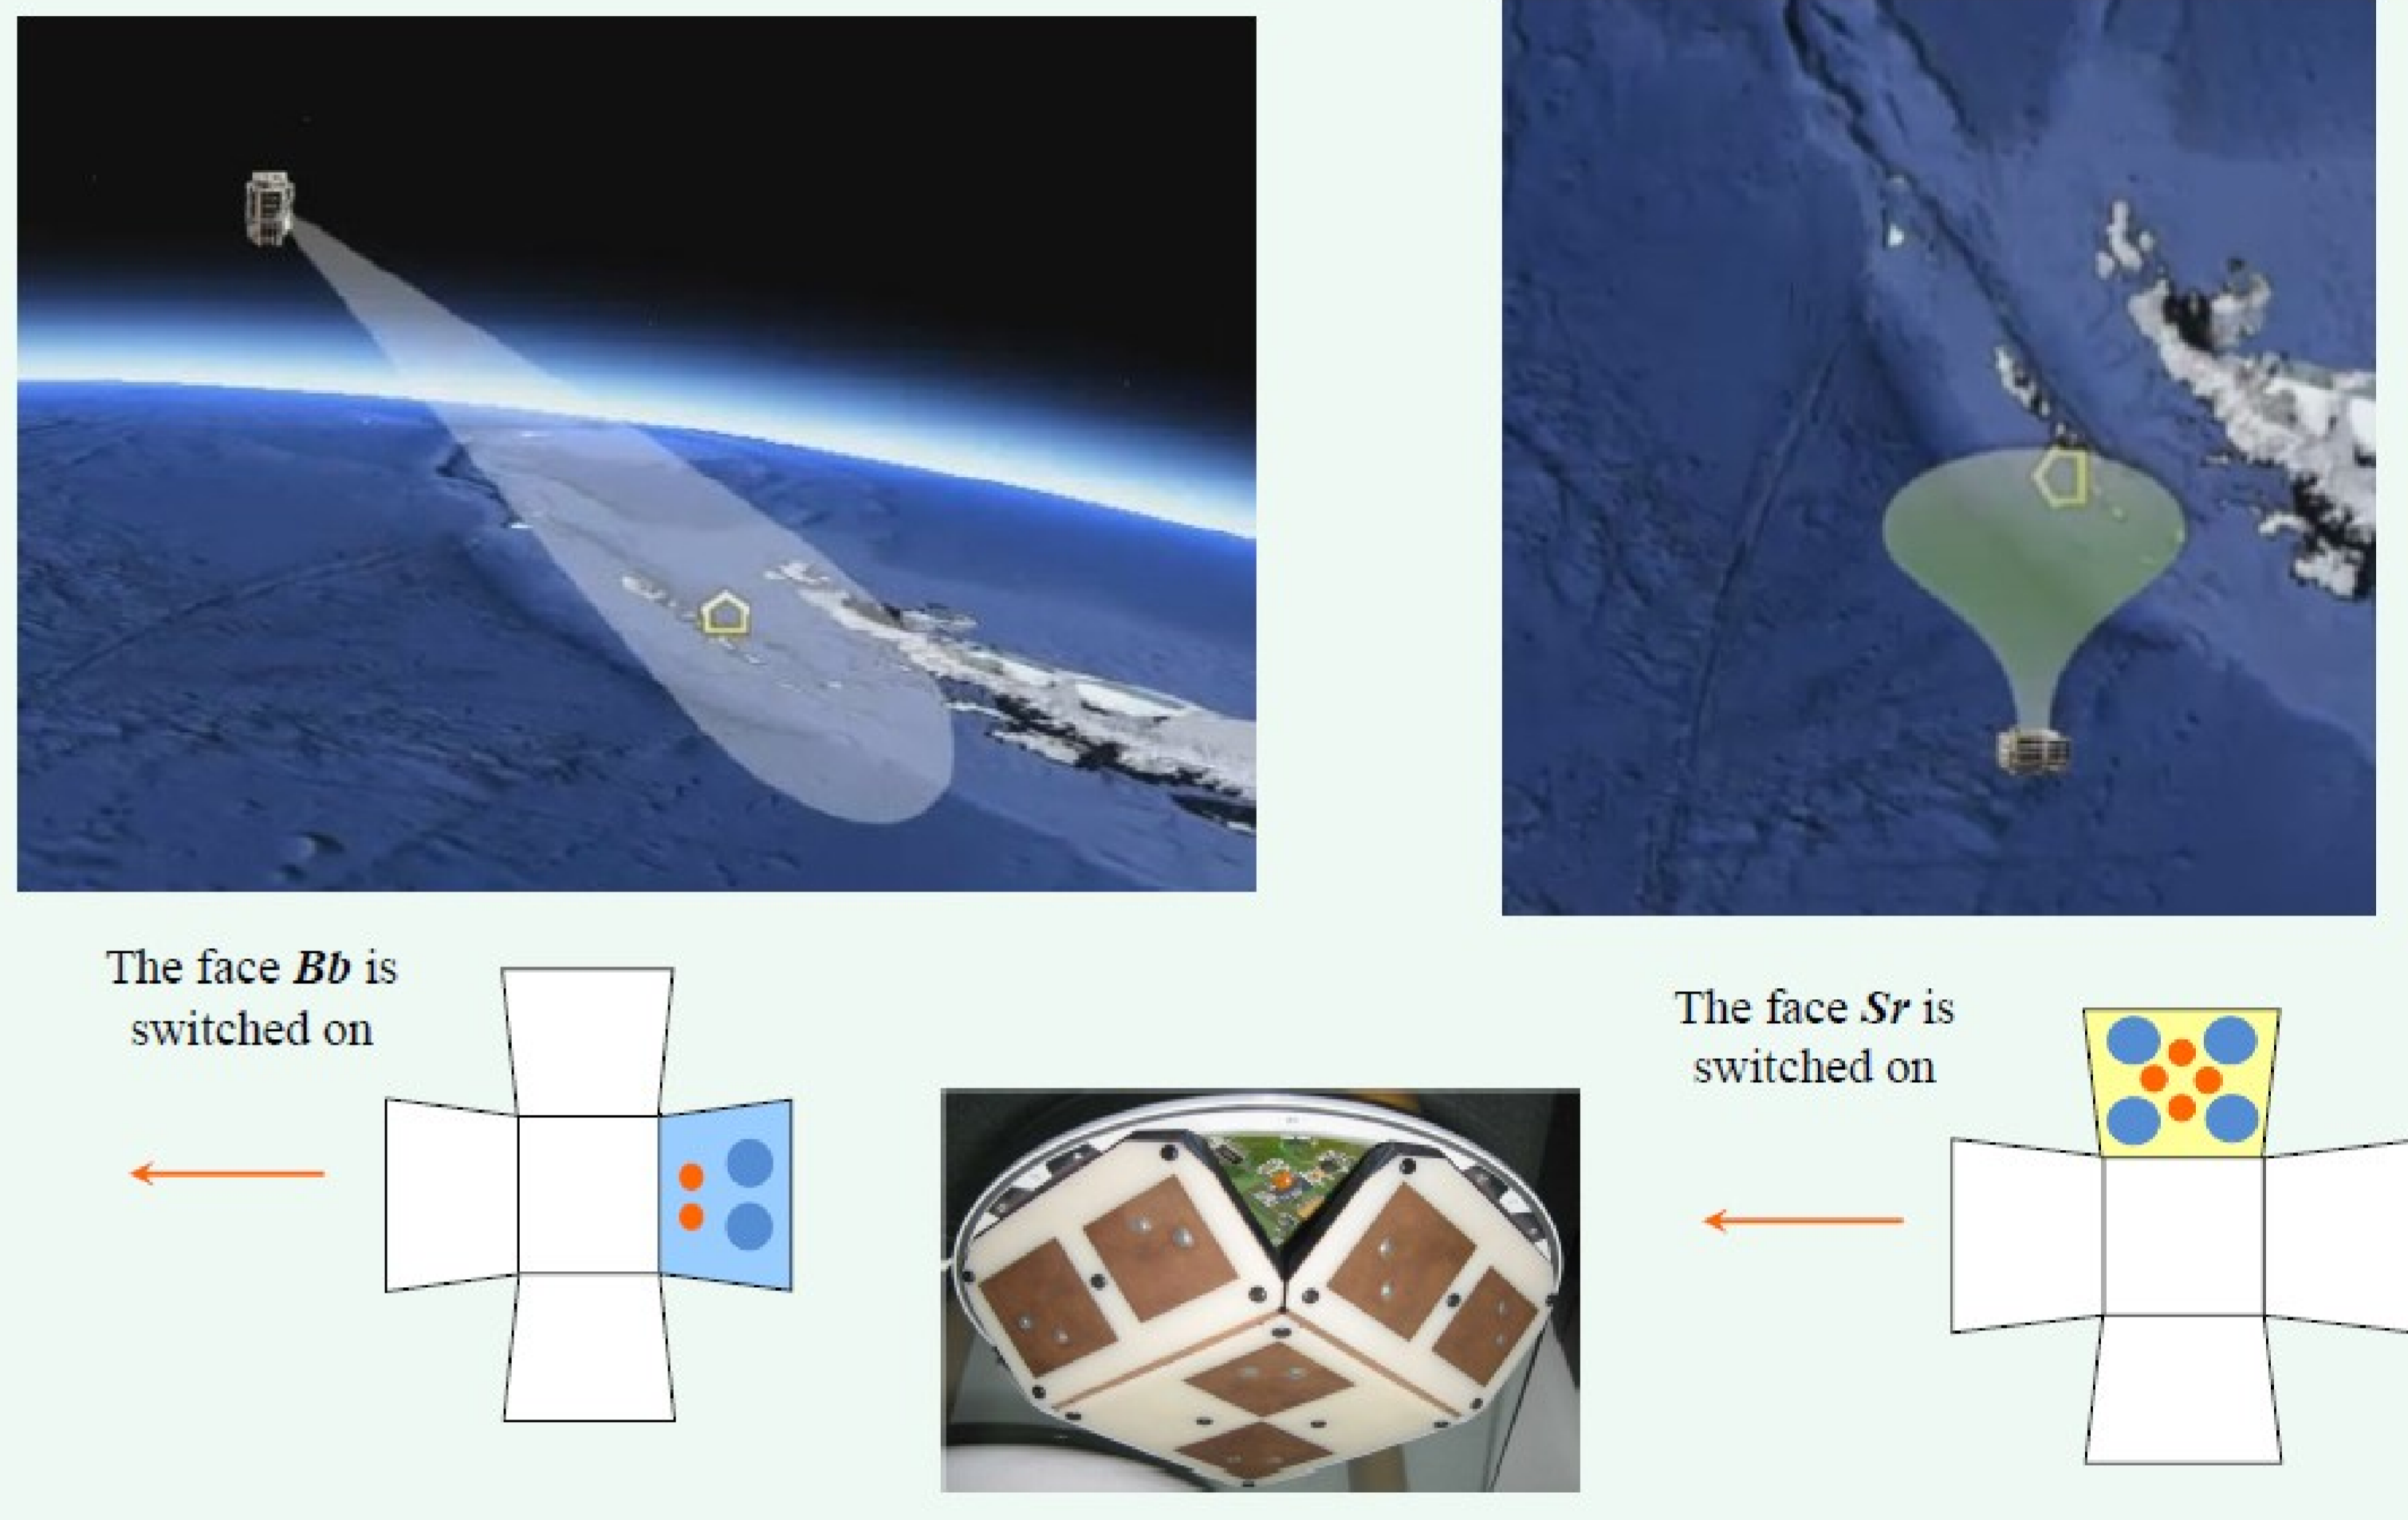 The face Bb is
switched on
The face Sr is
switched on